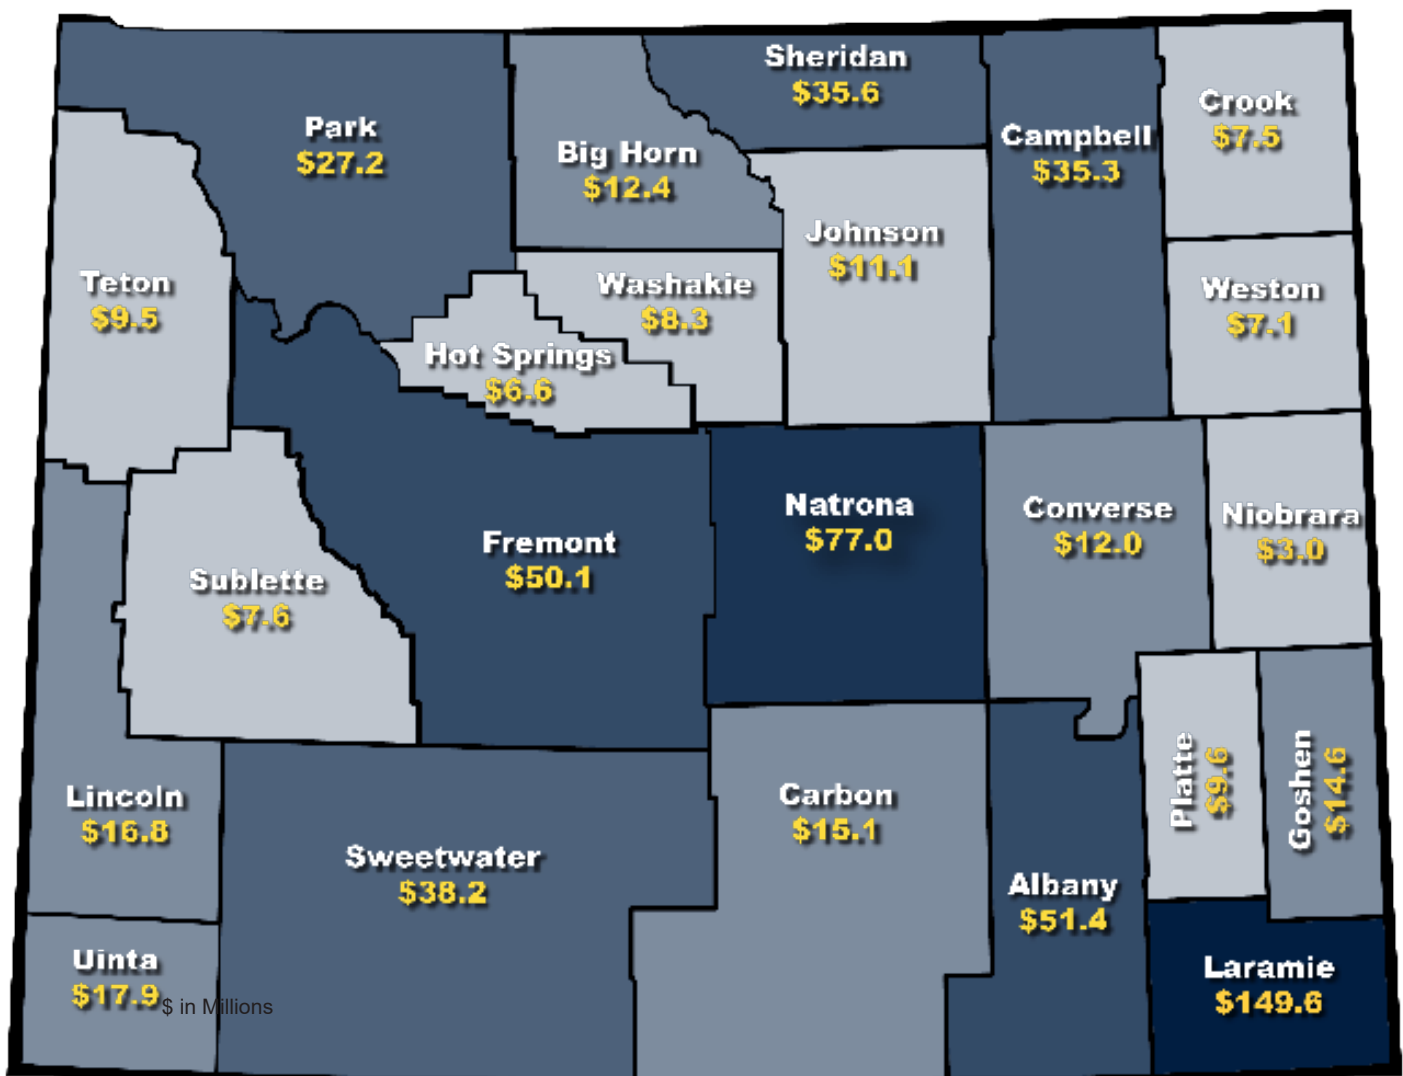 Sheridan
$35.6
Crook
$7.5
Park
$27.2
Campbell
$35.3
Big Horn
$12.4
Johnson
$11.1
Teton
$9.5
Washakie
$8.3
Weston
$7.1
Hot Springs
$6.6
Natrona
$77.0
Converse
$12.0
Niobrara
$3.0
Fremont
$50.1
Sublette
$7.6
Platte
$9.6
Goshen
$14.6
Lincoln
$16.8
Carbon
$15.1
Sweetwater
$38.2
Albany
$51.4
Uinta
$17.9
$ in Millions
Laramie
$149.6